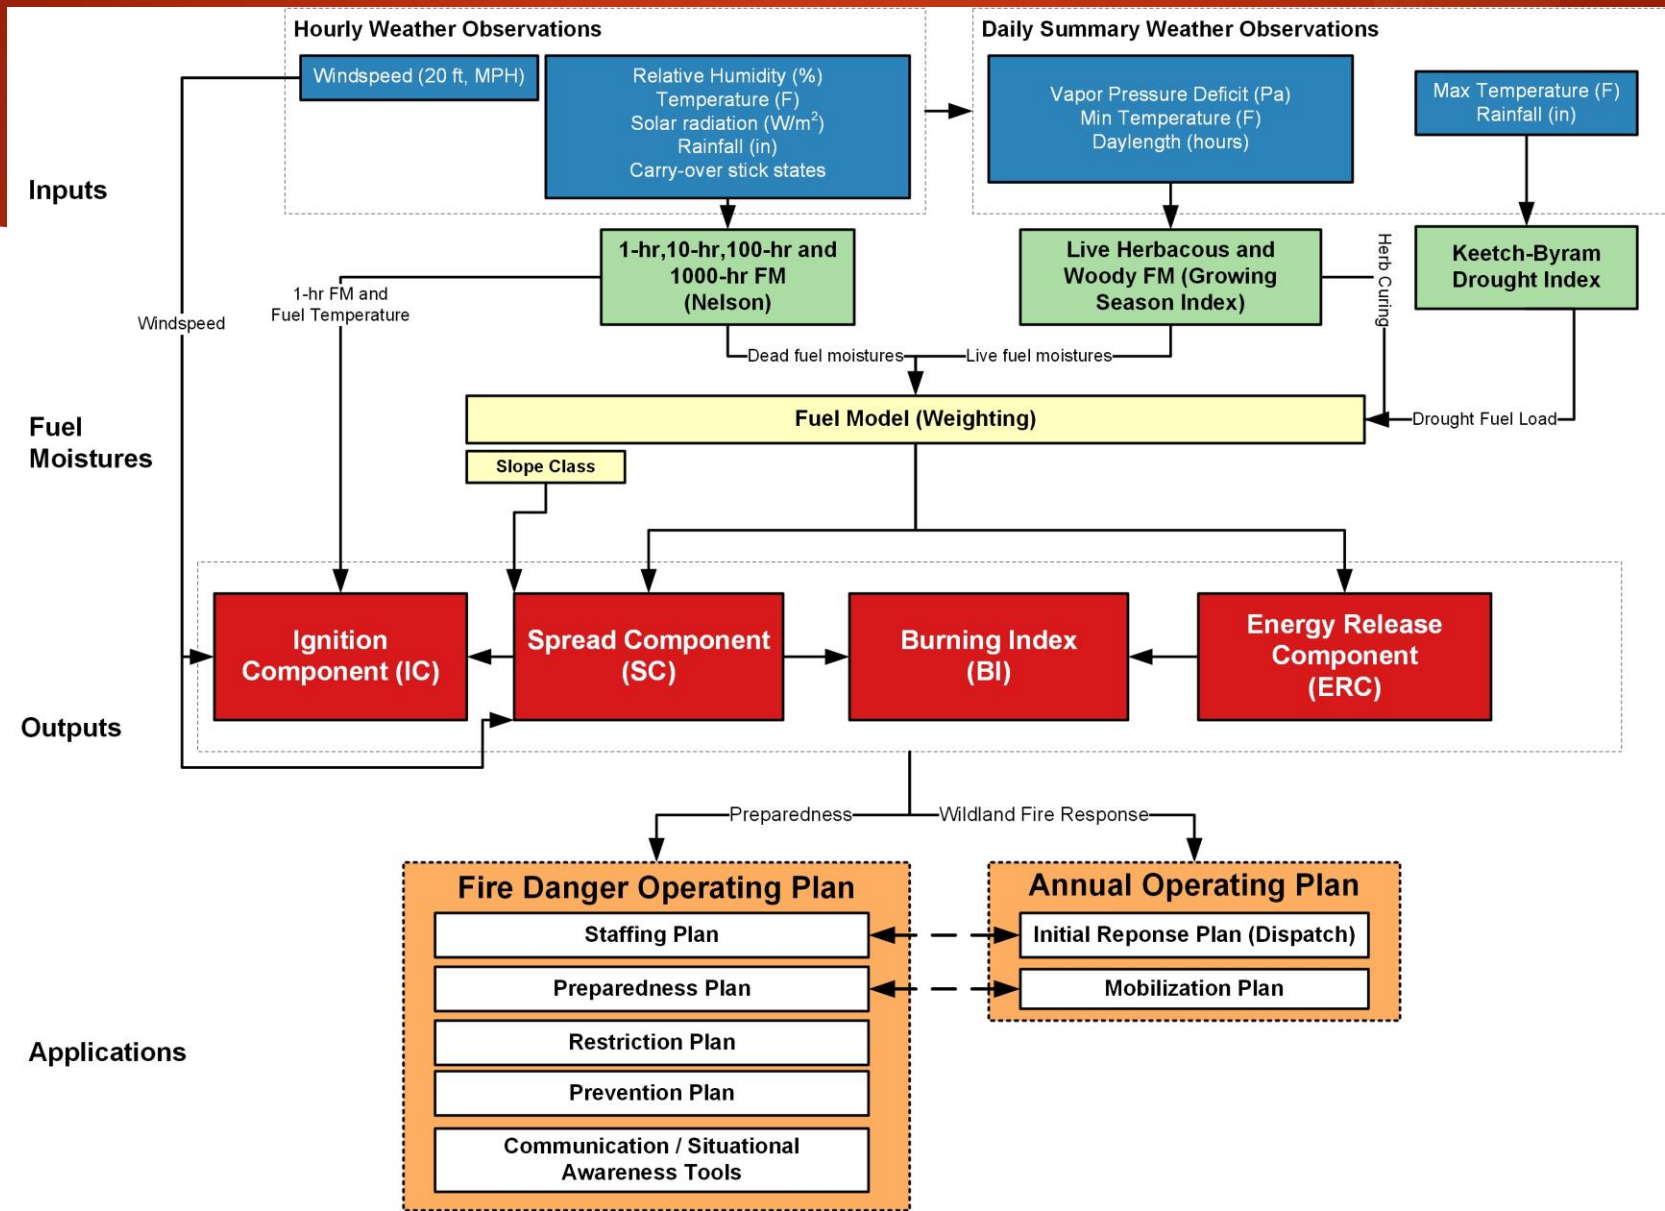 Hourly Weather Observations
Daily Summary Weather Observations
Windspeed (20 ft, MPH)
Relative Humidity (%)
Temperature (F)
Solar radiation (W/m²)
Rainfall (in)
Carry-over stick states
Vapor Pressure Deficit (Pa)
Min Temperature (F)
Daylength (hours)
Max Temperature (F)
Rainfall (in)
Inputs
1-hr,10-hr,100-hr and
1000-hr FM
(Nelson)
Live Herbacous and
Woody FM (Growing
Season Index)
Herb Curing
Keetch-Byram
Drought Index
1-hr FM and
Fuel Temperature
Windspeed
Dead fuel moistures
Live fuel moistures
Fuel
Moistures
Fuel Model (Weighting)
Drought Fuel Load
Slope Class
Ignition
Component (IC)
Spread Component
(SC)
Burning Index
(BI)
Energy Release
Component
(ERC)
Outputs
Preparedness
Wildland Fire Response
Fire Danger Operating Plan
Staffing Plan
Preparedness Plan
Restriction Plan
Prevention Plan
Communication / Situational
Awareness Tools
Annual Operating Plan
Initial Reponse Plan (Dispatch)
Mobilization Plan
Applications